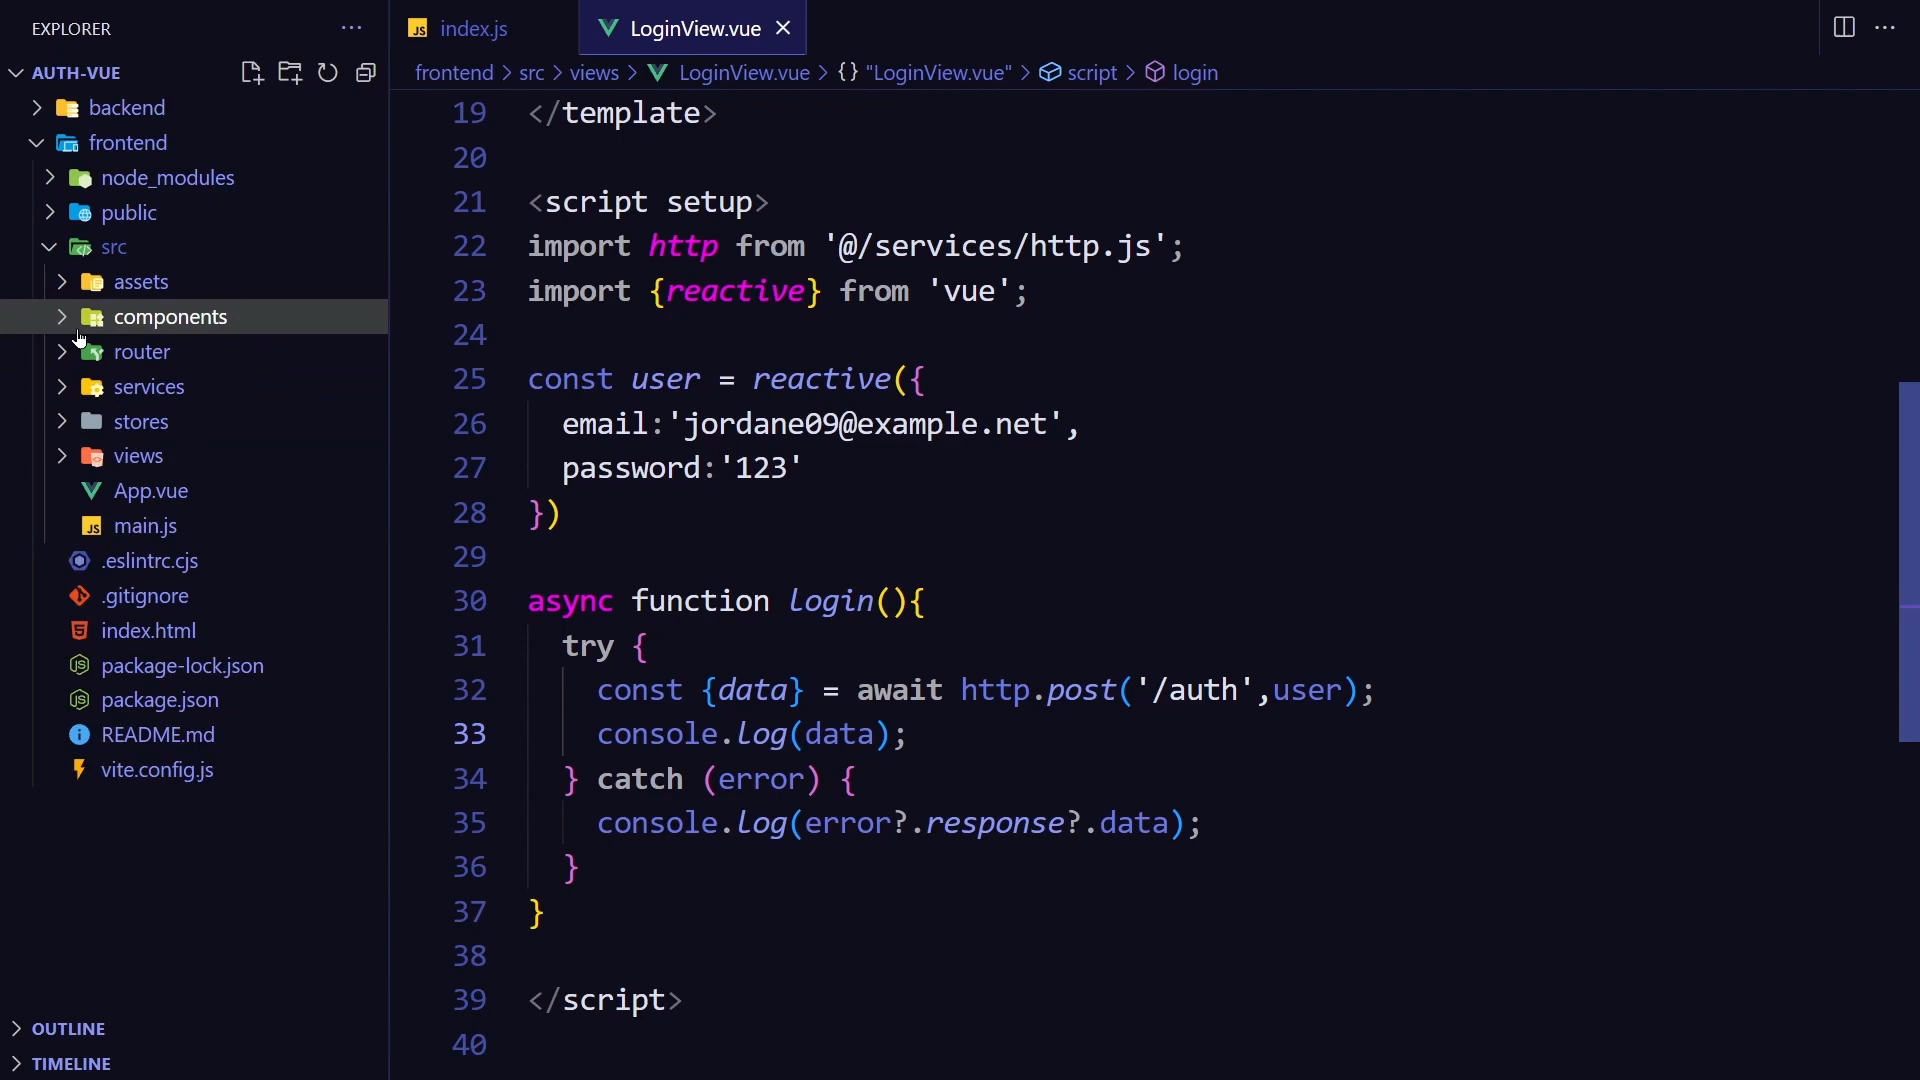 EXPLORER
AUTH-VUE
backend
frontend
node_modules
public
src
assets
components
router
services
stores
views
App.vue
main.js
.eslintrc.cjs
.gitignore
index.html
package-lock.json
package.json
README.md
vite.config.js
OUTLINE
TIMELINE
index.js
LoginView.vue
frontend > src > views > LoginView.vue > {} "LoginView.vue" > script > login
19 </template>
20
21 <script setup>
22 import http from '@/services/http.js';
23 import {reactive} from 'vue';
24
25 const user = reactive({
26 email:'jordane09@example.net',
27 password:'123'
28 })
29
30 async function login(){
31 try {
32 const {data} = await http.post('/auth',user);
33 console.log(data);
34 } catch (error) {
35 console.log(error?.response?.data);
36 }
37 }
38
39 </script>
40